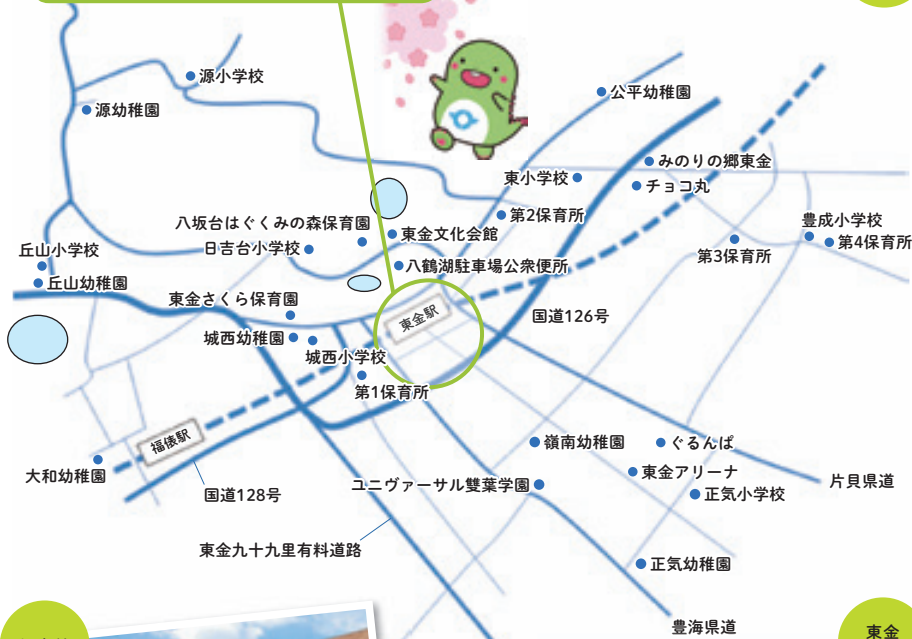 源小学校
源幼稚園
公平幼稚園
みのりの郷東金
東小学校
チョコ丸
第2保育所
八坂台はぐくみの森保育園
東金文化会館
豊成小学校
日吉台小学校
第4保育所
第3保育所
丘山小学校
八鶴湖駐車場公衆便所
丘山幼稚園
東金さくら保育園
東金駅
国道126号
城西幼稚園
城西小学校
第1保育所
福俵駅
嶺南幼稚園
ぐるんぱ
大和幼稚園
東金アリーナ
片貝県道
ユニヴァーサル雙葉学園
国道128号
正気小学校
東金九十九里有料道路
正気幼稚園
豊海県道
東金